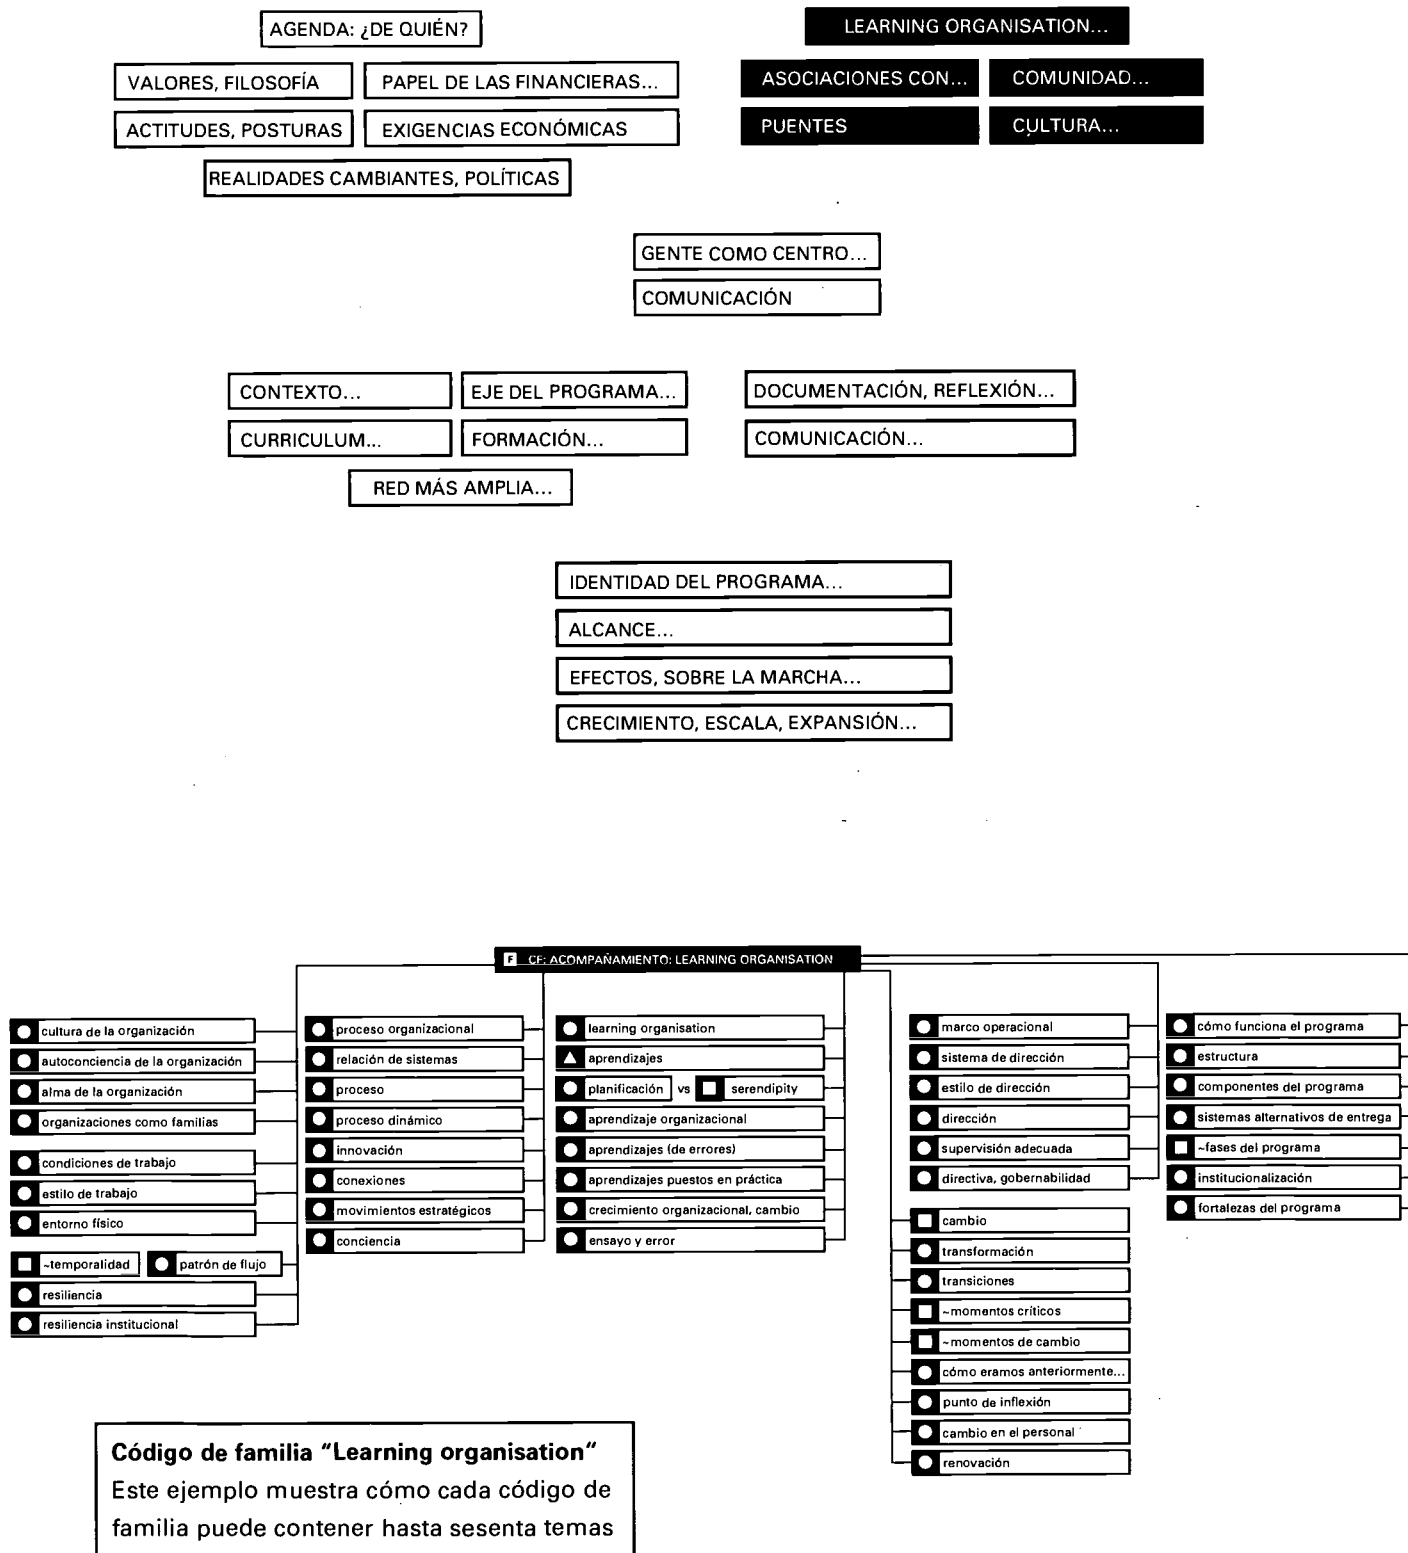 AGENDA: ¿DE QUIÉN?
VALORES, FILOSOFÍA
PAPEL DE LAS FINANCIERAS...
ACTITUDES, POSTURAS
EXIGENCIAS ECONÓMICAS
REALIDADES CAMBIANTES, POLÍTICAS
LEARNING ORGANISATION...
ASOCIACIONES CON...
COMUNIDAD...
PUENTES
CULTURA...
GENTE COMO CENTRO...
COMUNICACIÓN
CONTEXTO...
EJE DEL PROGRAMA...
CURRICULUM...
FORMACIÓN...
RED MÁS AMPLIA...
DOCUMENTACIÓN, REFLEXIÓN...
COMUNICACIÓN...
IDENTIDAD DEL PROGRAMA...
ALCANCE...
EFECTOS, SOBRE LA MARCHA...
CRECIMIENTO, ESCALA, EXPANSIÓN...
F CF: ACOMPAÑAMIENTO: LEARNING ORGANISATION
cultura de la organización
autoconciencia de la organización
alma de la organización
organizaciones como familias
condiciones de trabajo
estilo de trabajo
entorno físico
~temporalidad
patrón de flujo
resiliencia
resiliencia institucional
proceso organizacional
relación de sistemas
proceso
proceso dinámico
innovación
conexiones
movimientos estratégicos
conciencia
learning organisation
aprendizajes
planificación vs serendipity
aprendizaje organizacional
aprendizajes (de errores)
aprendizajes puestos en práctica
crecimiento organizacional, cambio
ensayo y error
marco operacional
sistema de dirección
estilo de dirección
dirección
supervisión adecuada
directiva, gobernabilidad
cambio
transformación
transiciones
~momentos críticos
~momentos de cambio
cómo eramos anteriormente...
punto de inflexión
cambio en el personal
renovación
cómo funciona el programa
estructura
componentes del programa
sistemas alternativos de entrega
~fases del programa
institucionalización
fortalezas del programa
Código de familia "Learning organisation"
Este ejemplo muestra cómo cada código de
familia puede contener hasta sesenta temas